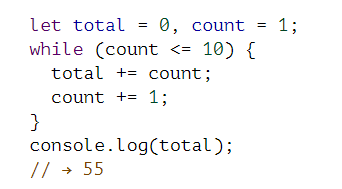 let total = 0, count = 1;
while (count <= 10) {
  total += count;
  count += 1;
}
console.log(total);
// → 55